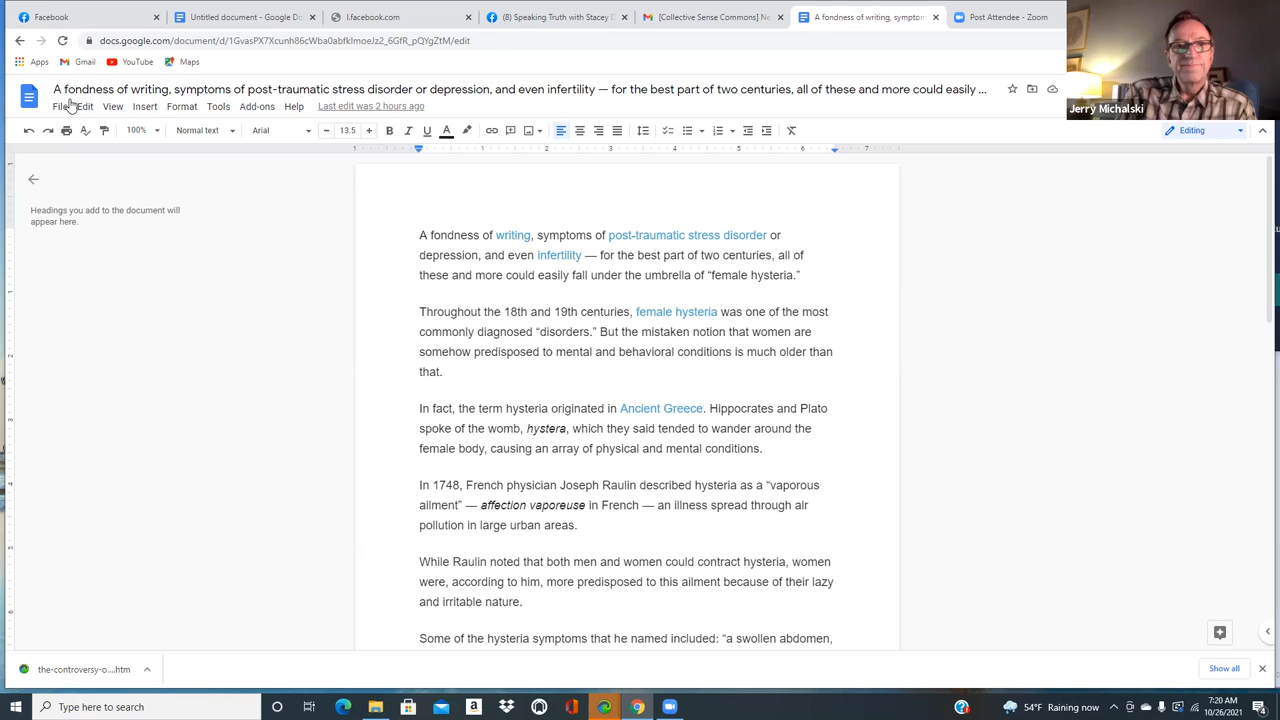 Facebook
Untitled document - Google Do
l.facebook.com
(8) Speaking Truth with Stacey D
[Collective Sense Commons] Ne
A fondness of writing, symptom
Post Attendee - Zoom
docs.google.com/document/d/1GvasPX7Xcunh86cWba0abfkImoeJz2_6GfR_pQYgZtM/edit
Apps
Gmail
YouTube
Maps
A fondness of writing, symptoms of post-traumatic stress disorder or depression, and even infertility — for the best part of two centuries, all of these and more could easily ...
File Edit View Insert Format Tools Add-ons Help Last edit was 2 hours ago
Jerry Michalski
100% Normal text Arial 13.5 B I U A Editing
1 1 2 3 4 5 6 7
Headings you add to the document will
appear here.
A fondness of writing, symptoms of post-traumatic stress disorder or
depression, and even infertility — for the best part of two centuries, all of
these and more could easily fall under the umbrella of “female hysteria.”
Throughout the 18th and 19th centuries, female hysteria was one of the most
commonly diagnosed “disorders.” But the mistaken notion that women are
somehow predisposed to mental and behavioral conditions is much older than
that.
In fact, the term hysteria originated in Ancient Greece. Hippocrates and Plato
spoke of the womb, hystera, which they said tended to wander around the
female body, causing an array of physical and mental conditions.
In 1748, French physician Joseph Raulin described hysteria as a “vaporous
ailment” — affection vaporeuse in French — an illness spread through air
pollution in large urban areas.
While Raulin noted that both men and women could contract hysteria, women
were, according to him, more predisposed to this ailment because of their lazy
and irritable nature.
Some of the hysteria symptoms that he named included: “a swollen abdomen,
the-controversy-o....htm
Show all
Type here to search
54°F Raining now
7:20 AM
10/26/2021